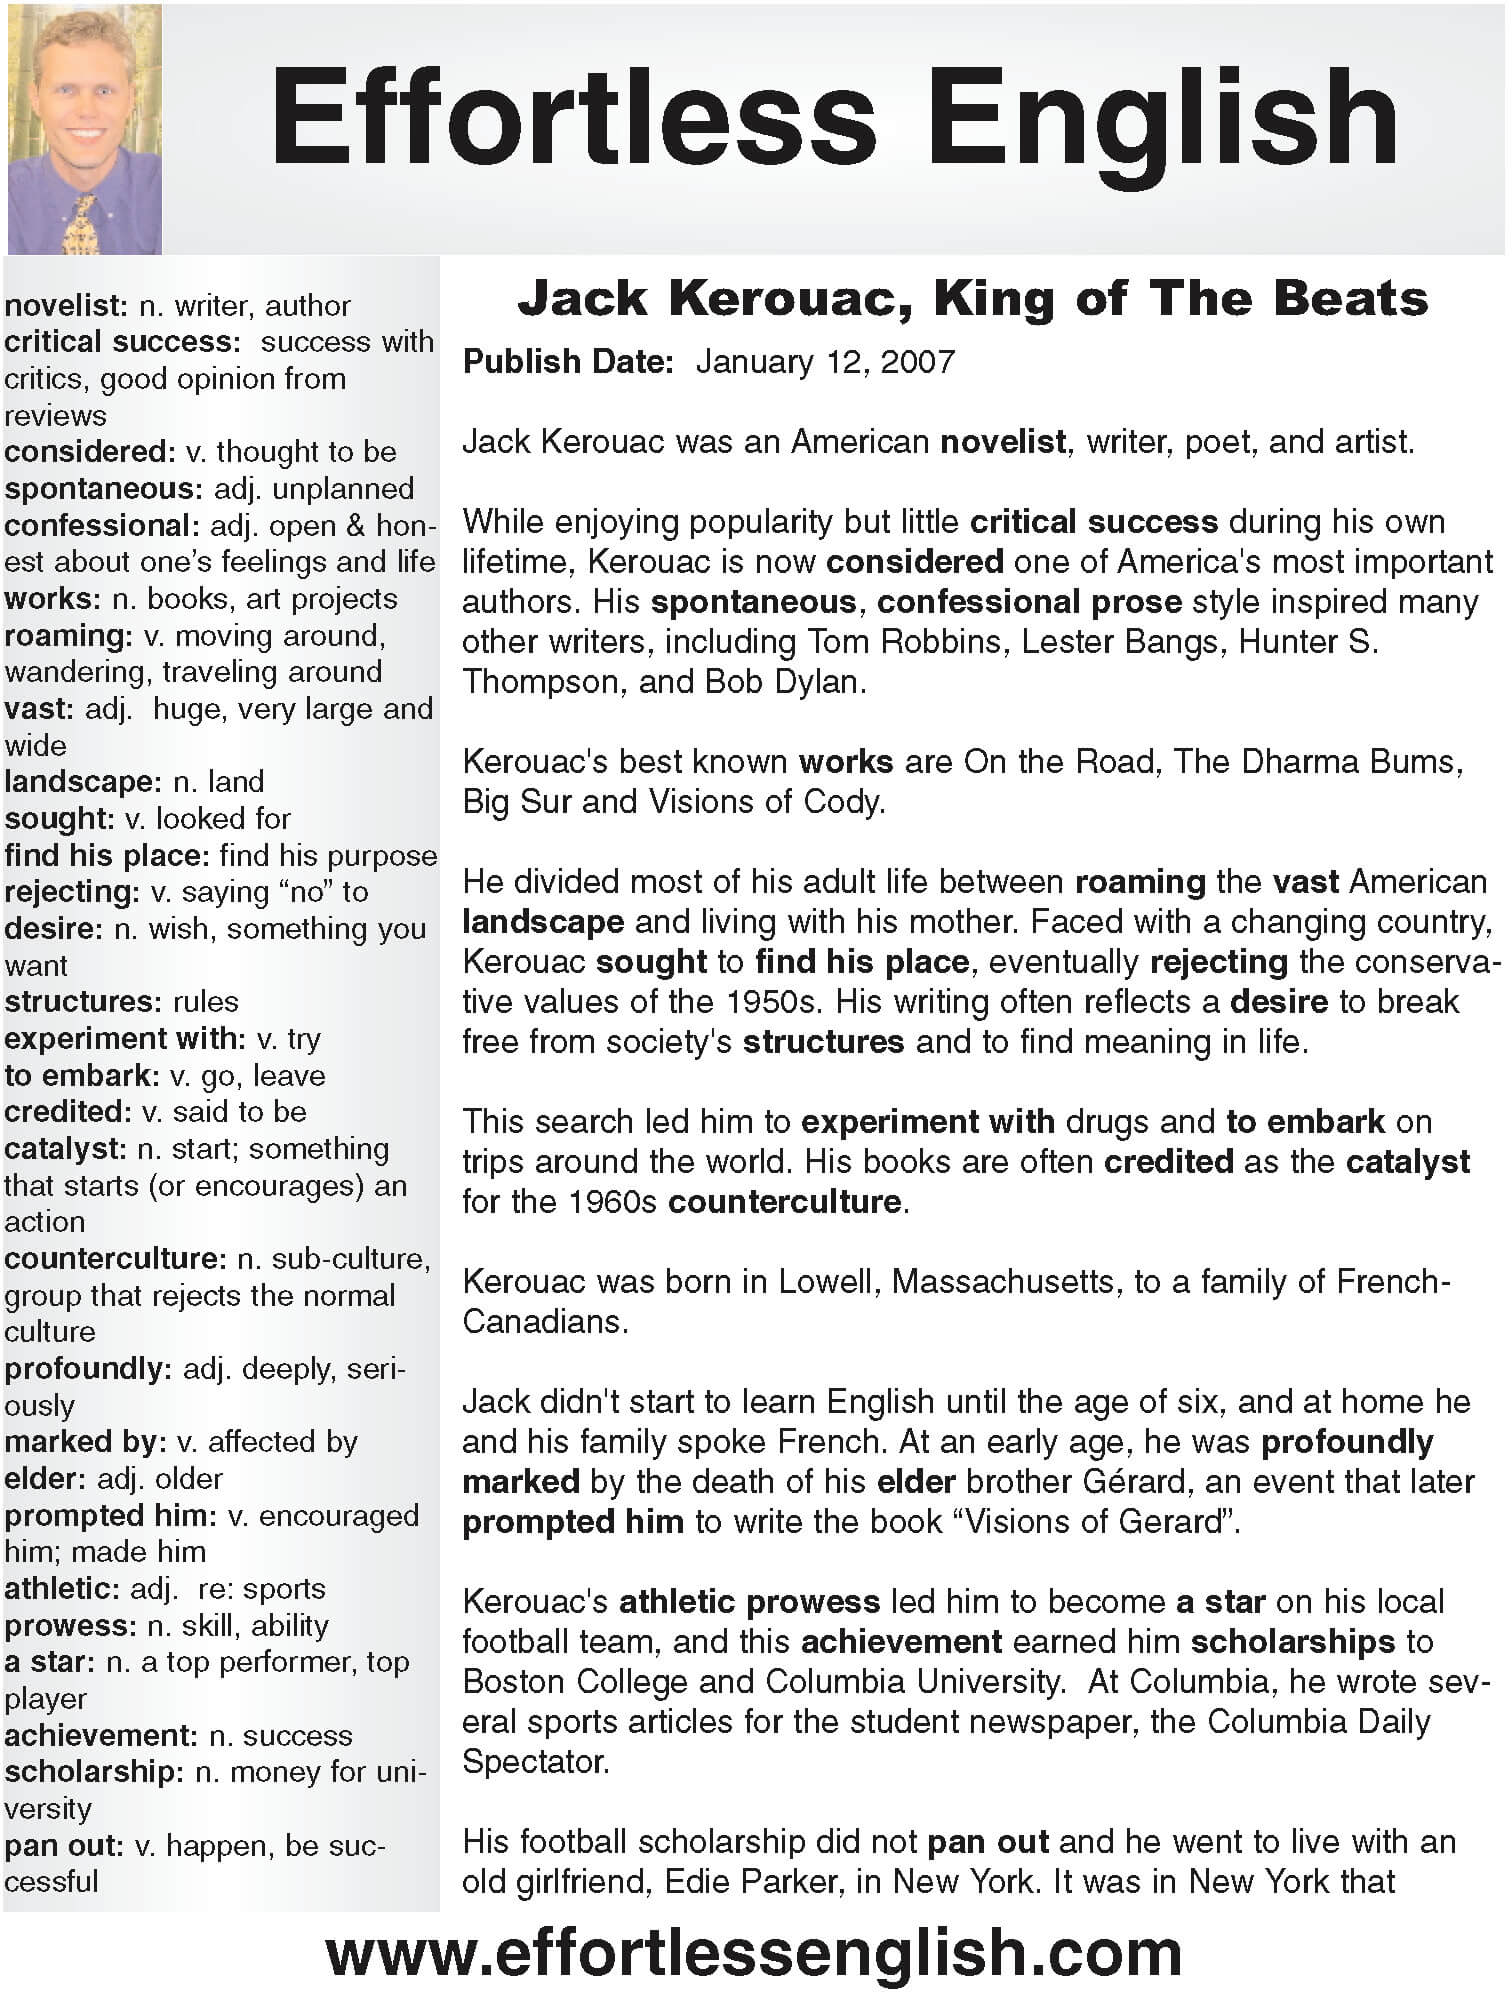 Effortless English
novelist: n. writer, author
critical success:  success with
critics, good opinion from
reviews
considered: v. thought to be
spontaneous: adj. unplanned
confessional: adj. open & hon-
est about one’s feelings and life
works: n. books, art projects
roaming: v. moving around,
wandering, traveling around
vast: adj.  huge, very large and
wide
landscape: n. land
sought: v. looked for
find his place: find his purpose
rejecting: v. saying “no” to
desire: n. wish, something you
want
structures: rules
experiment with: v. try
to embark: v. go, leave
credited: v. said to be
catalyst: n. start; something
that starts (or encourages) an
action
counterculture: n. sub-culture,
group that rejects the normal
culture
profoundly: adj. deeply, seri-
ously
marked by: v. affected by
elder: adj. older
prompted him: v. encouraged
him; made him
athletic: adj.  re: sports
prowess: n. skill, ability
a star: n. a top performer, top
player
achievement: n. success
scholarship: n. money for uni-
versity
pan out: v. happen, be suc-
cessful
Jack Kerouac, King of The Beats
Publish Date:  January 12, 2007
Jack Kerouac was an American novelist, writer, poet, and artist.
While enjoying popularity but little critical success during his own
lifetime, Kerouac is now considered one of America's most important
authors. His spontaneous, confessional prose style inspired many
other writers, including Tom Robbins, Lester Bangs, Hunter S.
Thompson, and Bob Dylan.
Kerouac's best known works are On the Road, The Dharma Bums,
Big Sur and Visions of Cody.
He divided most of his adult life between roaming the vast American
landscape and living with his mother. Faced with a changing country,
Kerouac sought to find his place, eventually rejecting the conserva-
tive values of the 1950s. His writing often reflects a desire to break
free from society's structures and to find meaning in life.
This search led him to experiment with drugs and to embark on
trips around the world. His books are often credited as the catalyst
for the 1960s counterculture.
Kerouac was born in Lowell, Massachusetts, to a family of French-
Canadians.
Jack didn't start to learn English until the age of six, and at home he
and his family spoke French. At an early age, he was profoundly
marked by the death of his elder brother Gérard, an event that later
prompted him to write the book “Visions of Gerard”.
Kerouac's athletic prowess led him to become a star on his local
football team, and this achievement earned him scholarships to
Boston College and Columbia University.  At Columbia, he wrote sev-
eral sports articles for the student newspaper, the Columbia Daily
Spectator.
His football scholarship did not pan out and he went to live with an
old girlfriend, Edie Parker, in New York. It was in New York that
www.effortlessenglish.com